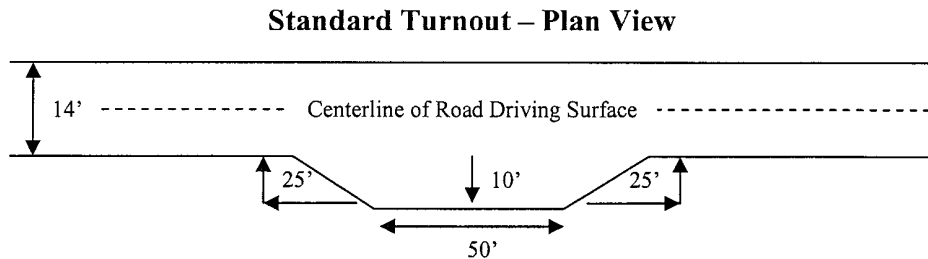 Standard Turnout – Plan View
14’
Centerline of Road Driving Surface
25’
10’
25’
50’